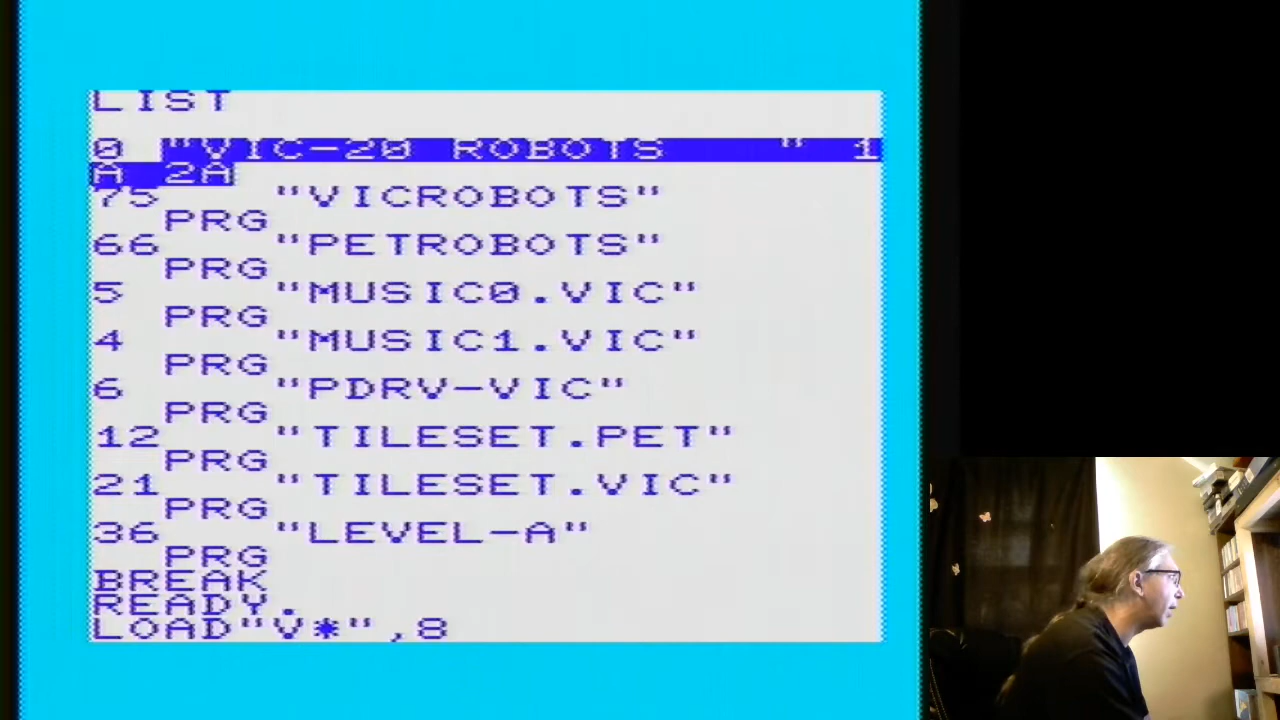 LIST
0 "VIC-20 ROBOTS " 1
A 2A
75 "VICROBOTS"
PRG
66 "PETROBOTS"
PRG
5 "MUSIC0.VIC"
PRG
4 "MUSIC1.VIC"
PRG
6 "PDRV-VIC"
PRG
12 "TILESET.PET"
PRG
21 "TILESET.VIC"
PRG
36 "LEVEL-A"
PRG
BREAK
READY.
LOAD"V*",8